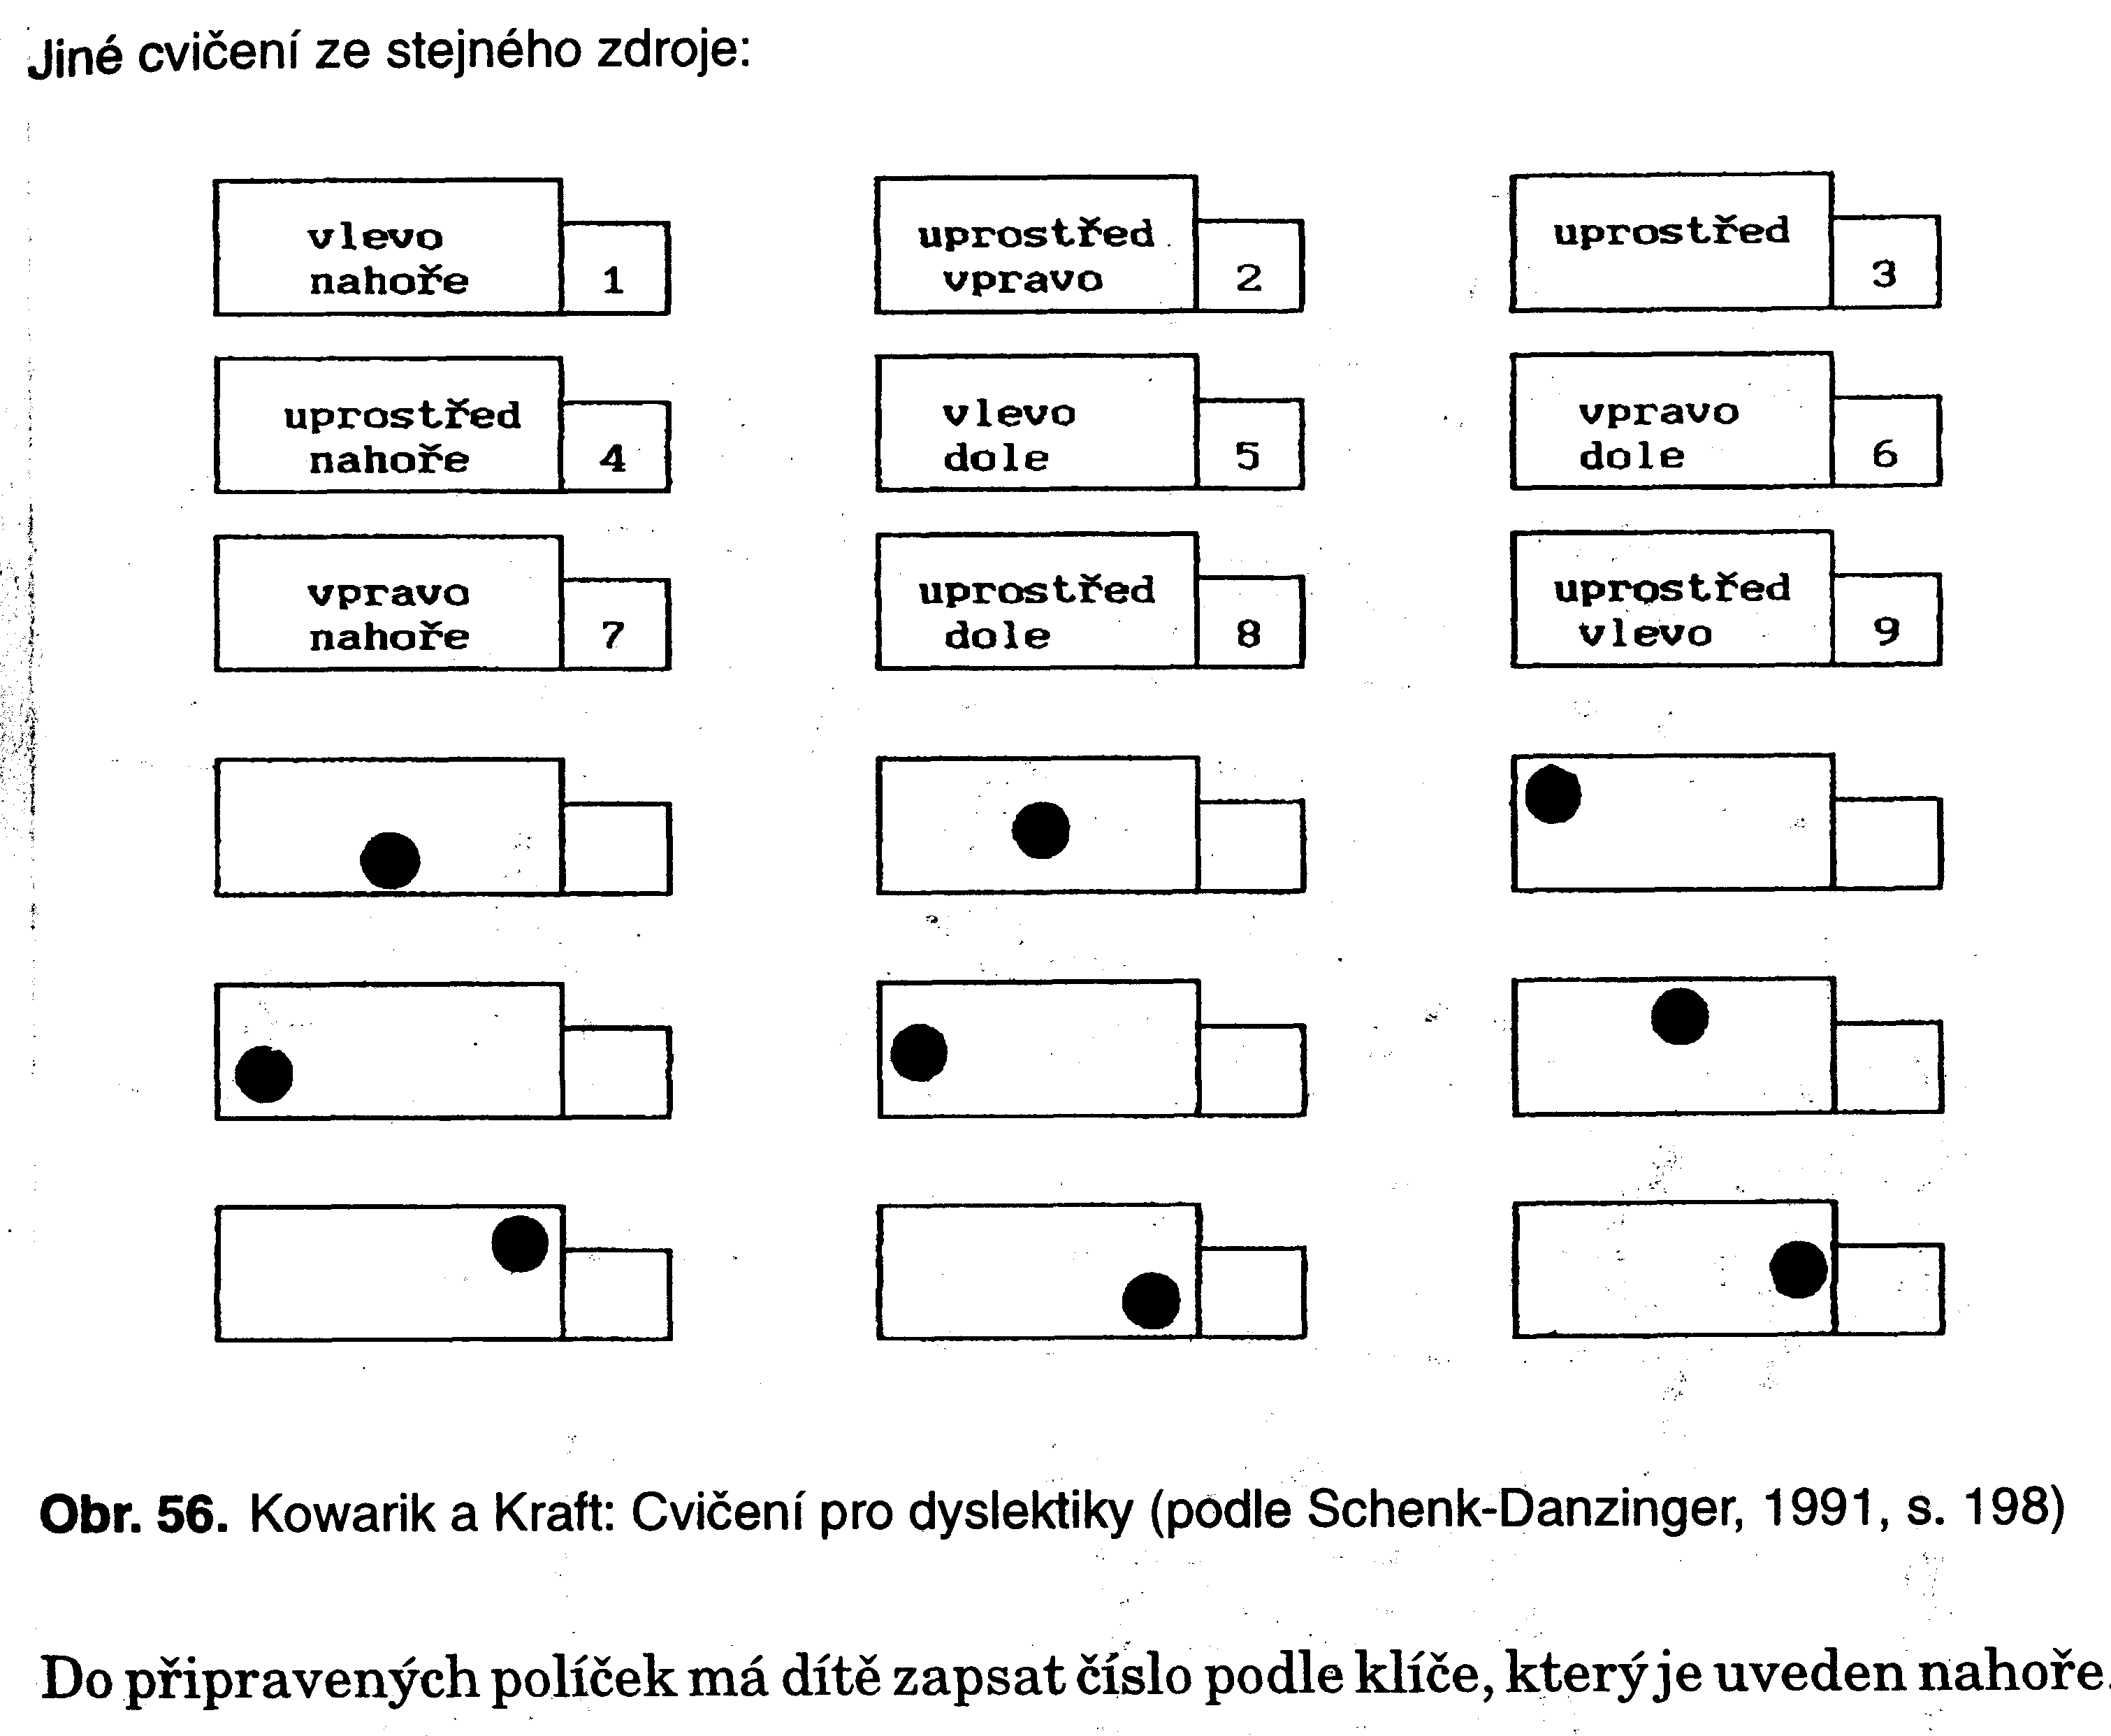 Jiné cvičení ze stejného zdroje:
vlevo
nahoře
1
uprostřed
vpravo
2
uprostřed
3
uprostřed
nahoře
4
vlevo
dole
5
vpravo
dole
6
vpravo
nahoře
7
uprostřed
dole
8
uprostřed
vlevo
9
Obr. 56. Kowarik a Kraft: Cvičení pro dyslektiky (podle Schenk-Danzinger, 1991, s. 198)
Do připravených políček má dítě zapsat číslo podle klíče, který je uveden nahoře.